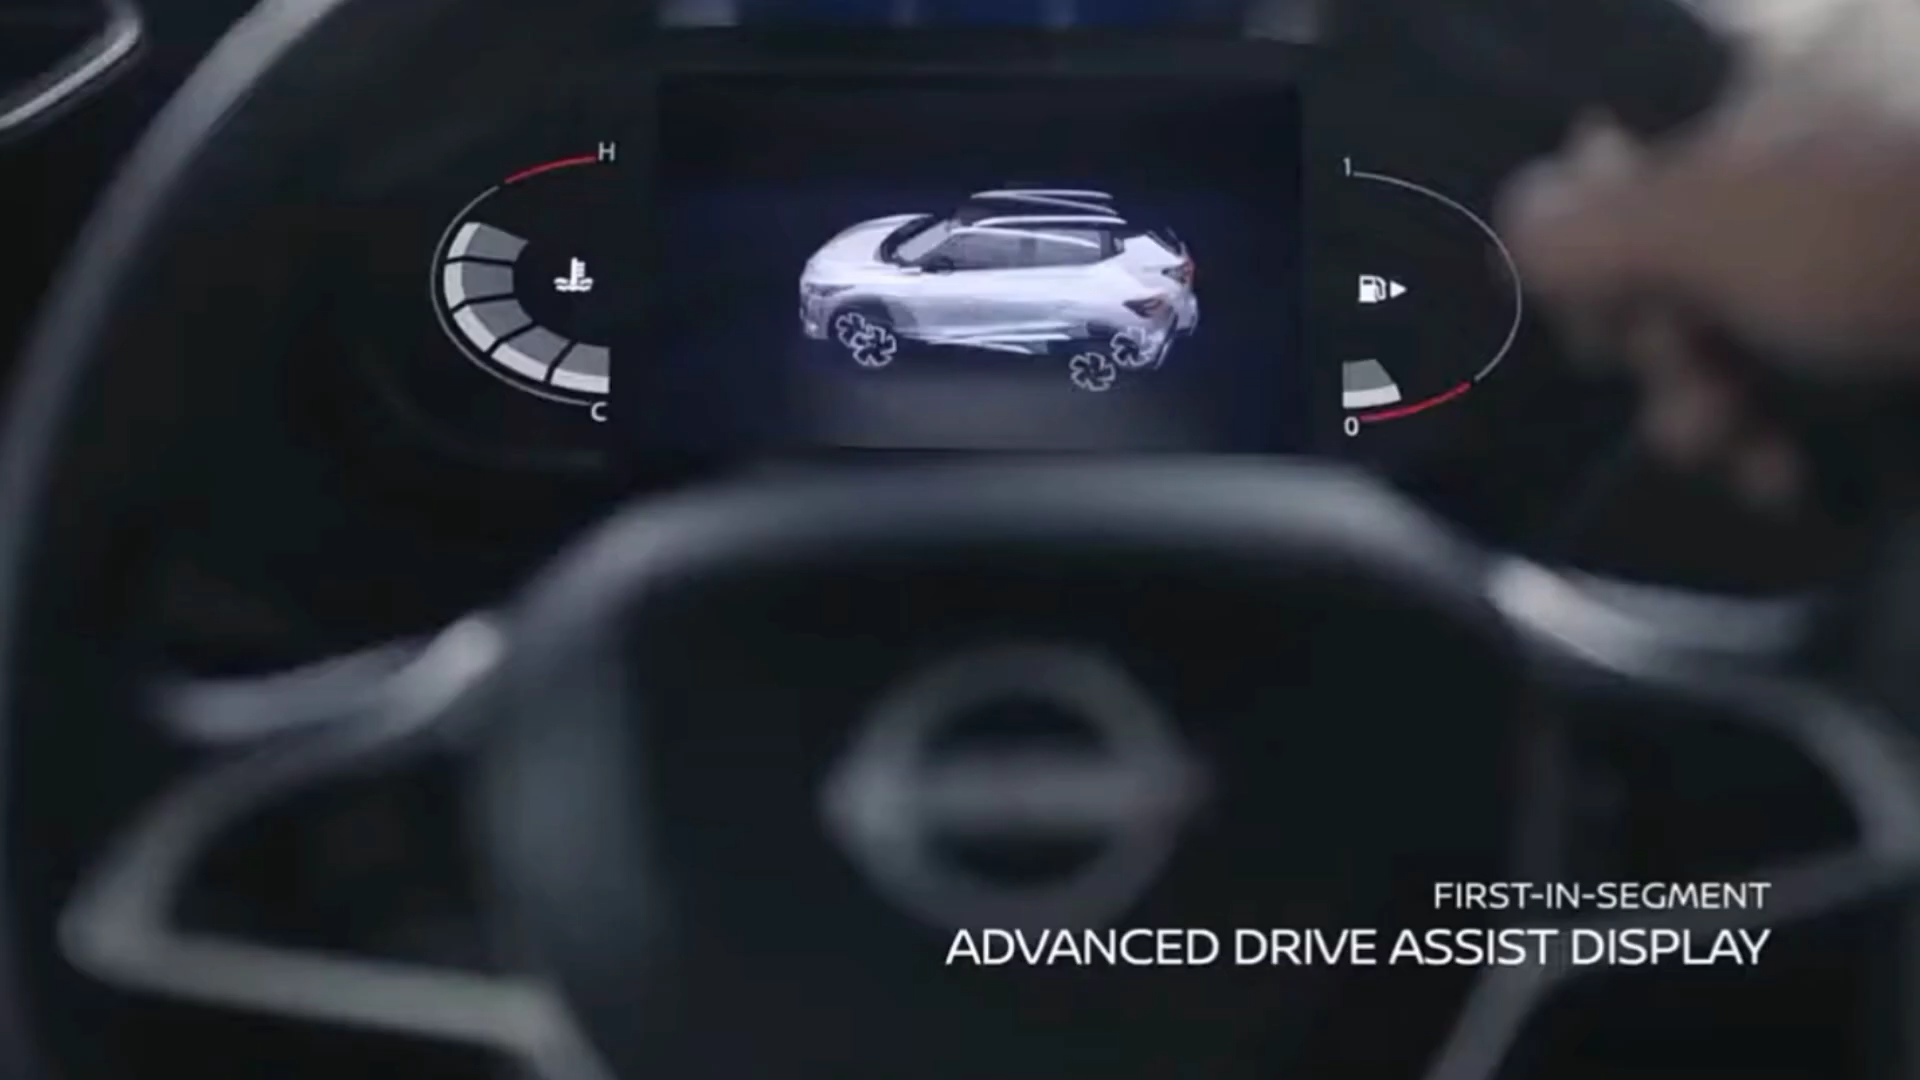 H
1
C
0
FIRST-IN-SEGMENT
ADVANCED DRIVE ASSIST DISPLAY